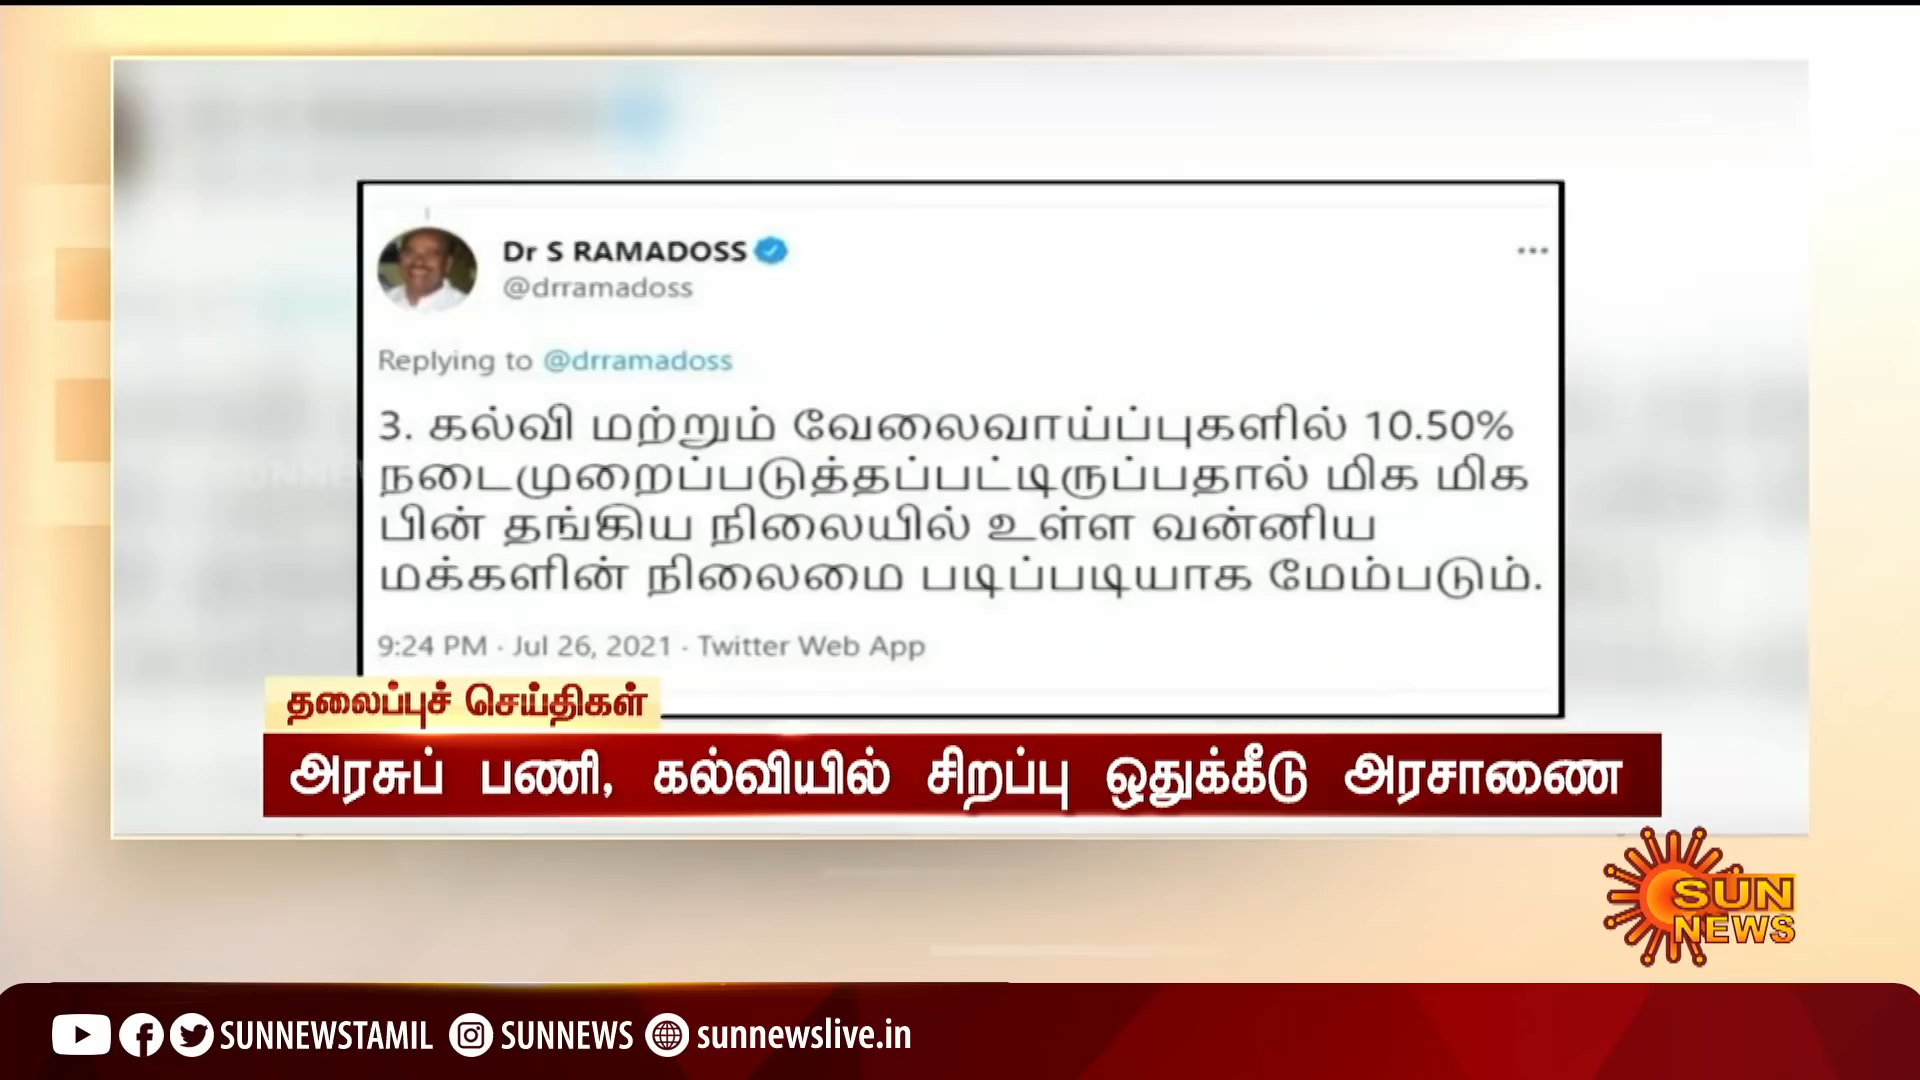 Dr S RAMADOSS
@drramadoss
Replying to @drramadoss
3. கல்வி மற்றும் வேலைவாய்ப்புகளில் 10.50%
நடைமுறைப்படுத்தப்பட்டிருப்பதால் மிக மிக
பின் தங்கிய நிலையில் உள்ள வன்னிய
மக்களின் நிலைமை படிப்படியாக மேம்படும்.
9:24 PM · Jul 26, 2021 · Twitter Web App
தலைப்புச் செய்திகள்
அரசுப் பணி, கல்வியில் சிறப்பு ஒதுக்கீடு அரசாணை
SUN
NEWS
SUNNEWSTAMIL SUNNEWS sunnewslive.in